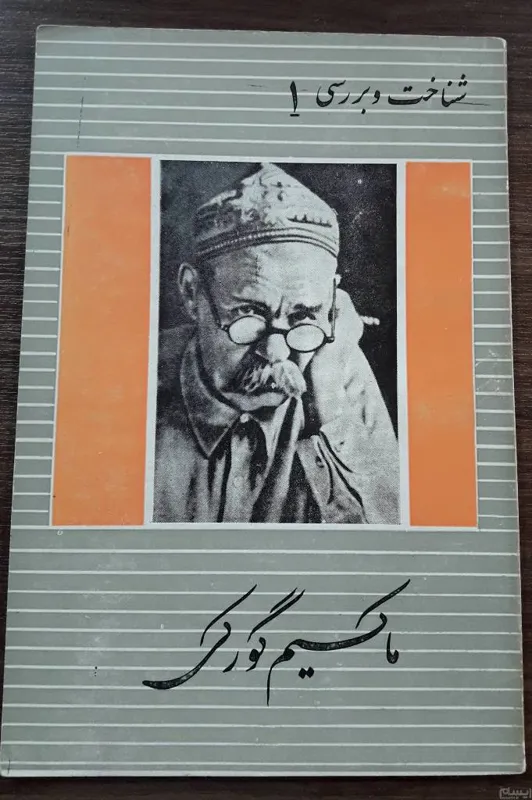 شناخت و بررسی ۱
ماکسیم گورکی